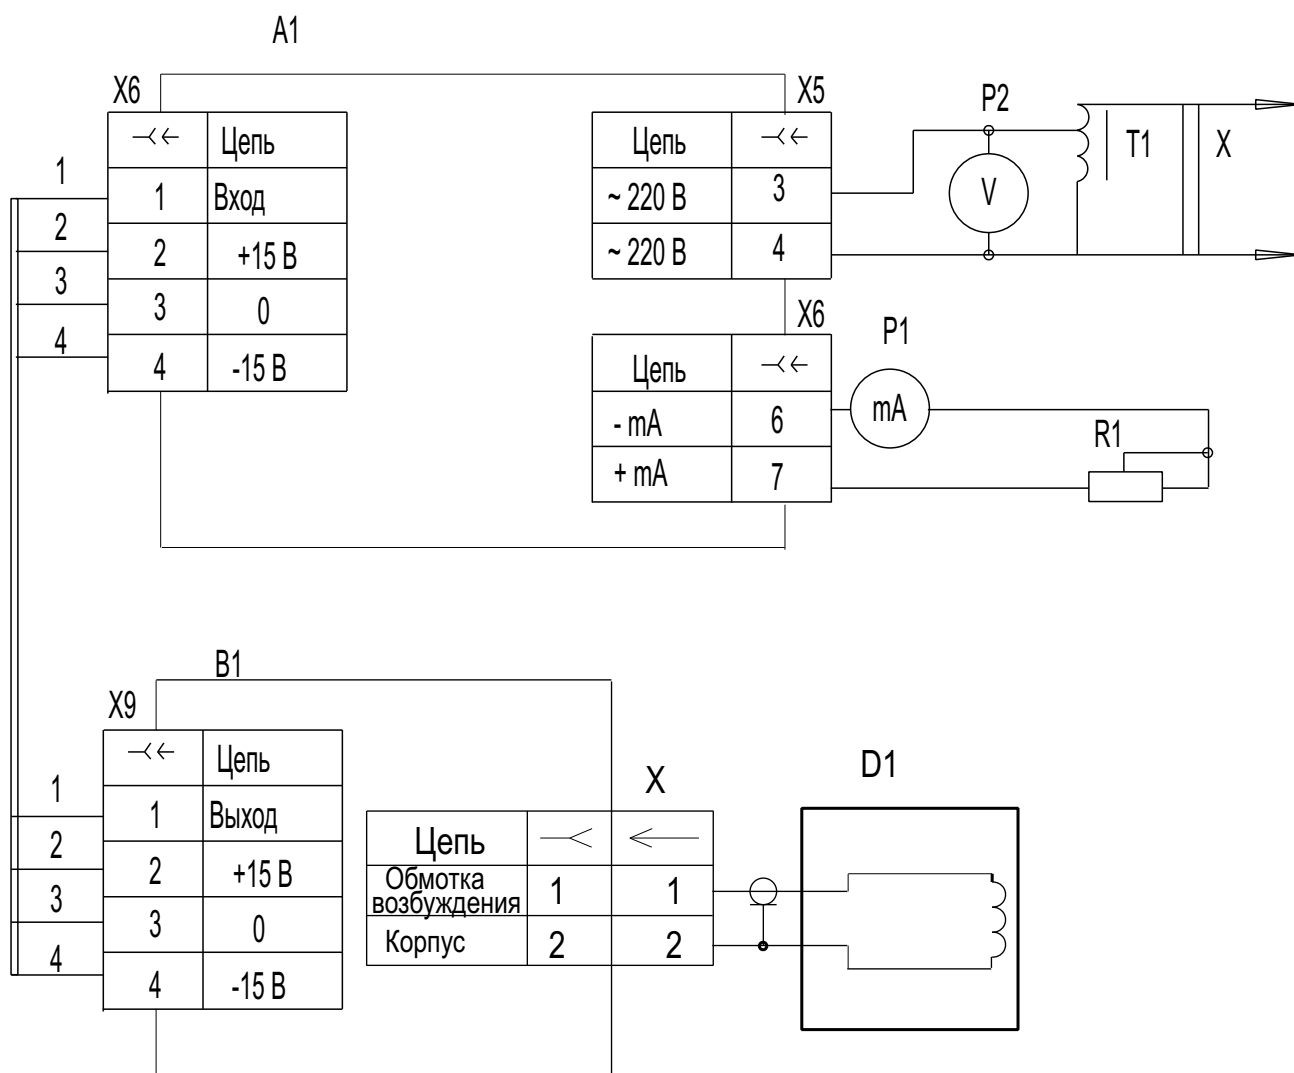 A1
X6
Цепь
1 Вход
2 +15 В
3 0
4 -15 В
1
2
3
4
X5
Цепь
~ 220 В 3
~ 220 В 4
P2
V
T1
X
X6
Цепь
- mA 6
+ mA 7
P1
mA
R1
B1
X9
Цепь
1 Выход
2 +15 В
3 0
4 -15 В
1
2
3
4
X
Цепь
Обмотка
возбуждения 1 1
Корпус 2 2
D1